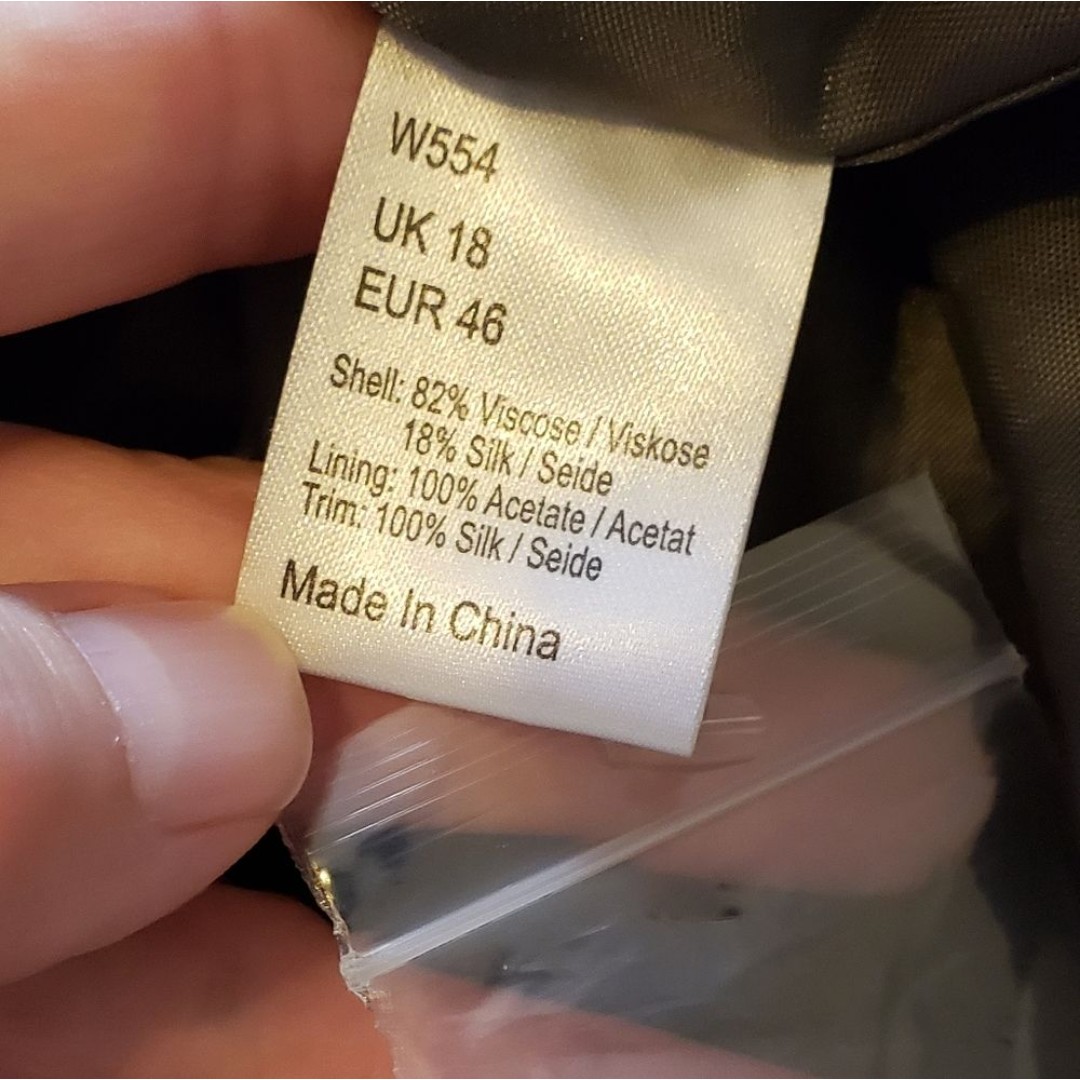 W554
UK 18
EUR 46
Shell: 82% Viscose / Viskose
18% Silk / Seide
Lining: 100% Acetate / Acetat
Trim: 100% Silk / Seide
Made In China